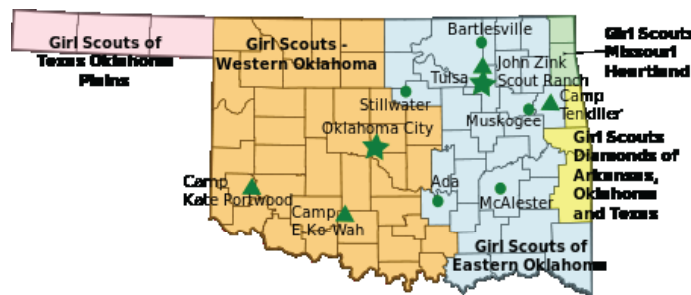 Girl Scouts of
Texas Oklahoma
Plains
Girl Scouts -
Western Oklahoma
Bartlesville
Girl Scouts
Missouri
Heartland
John Zink
Scout Ranch
Tulsa
Stillwater
Camp
Tenkiller
Muskogee
Oklahoma City
Girl Scouts
Diamonds of
Arkansas,
Oklahoma
and Texas
Camp
Kate Portwood
Ada
McAlester
Camp
E-Ko-Wah
Girl Scouts of
Eastern Oklahoma